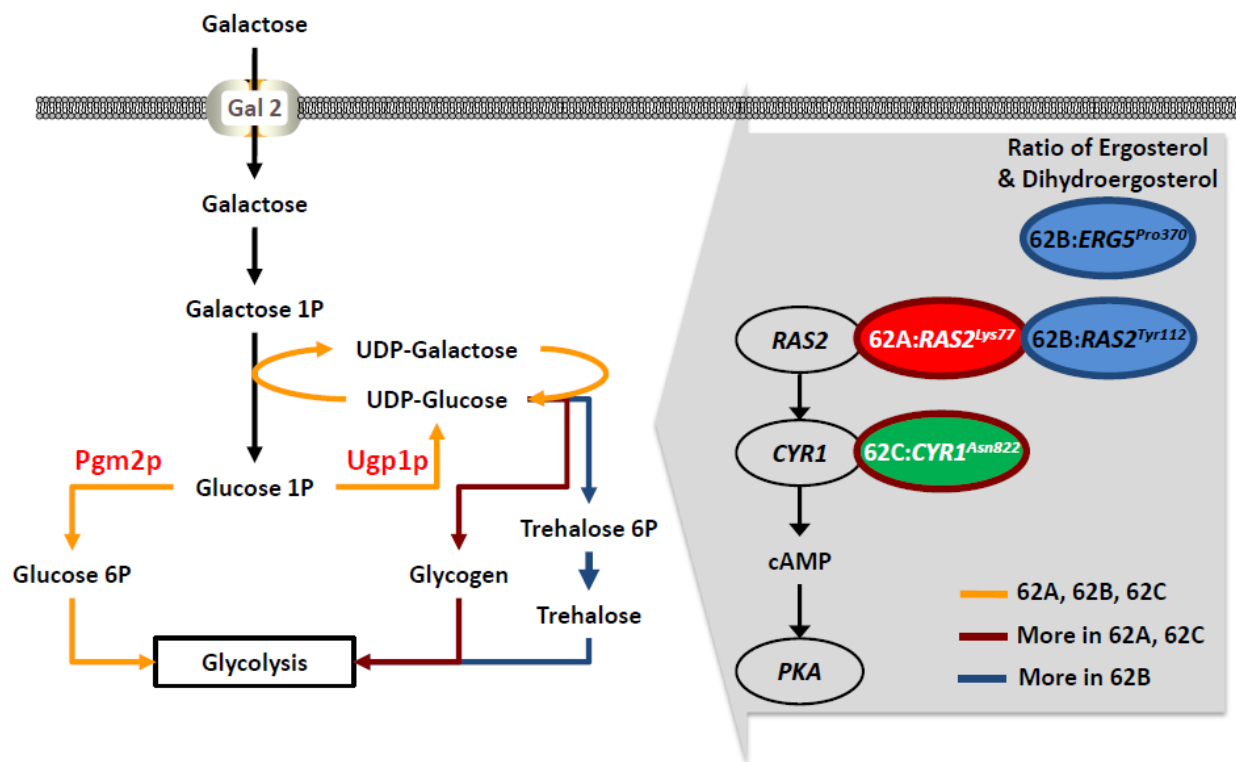 Galactose
Gal 2
Galactose
Galactose 1P
UDP-Galactose
UDP-Glucose
Pgm2p
Ugp1p
Glucose 1P
Trehalose 6P
Glucose 6P
Glycogen
Trehalose
Glycolysis
Ratio of Ergosterol
& Dihydroergosterol
62B:ERG5Pro370
RAS2
62A:RAS2Lys77
62B:RAS2Tyr112
CYR1
62C:CYR1Asn822
cAMP
PKA
62A, 62B, 62C
More in 62A, 62C
More in 62B